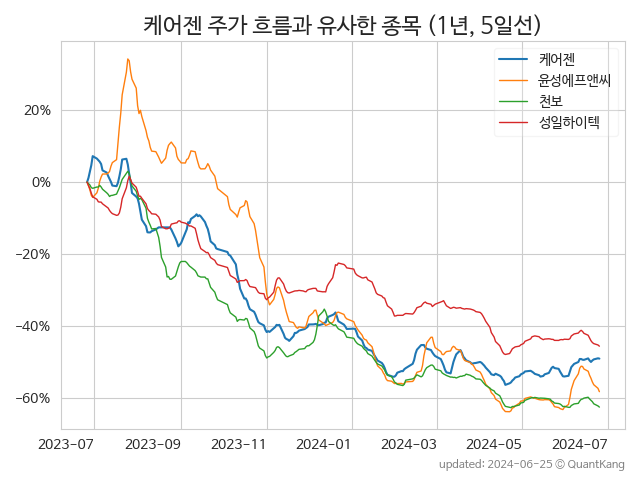 케어젠 주가 흐름과 유사한 종목 (1년, 5일선)
케어젠
윤성에프앤씨
천보
성일하이텍
20%
0%
−20%
−40%
−60%
2023-07 2023-09 2023-11 2024-01 2024-03 2024-05 2024-07
updated: 2024-06-25 © QuantKang